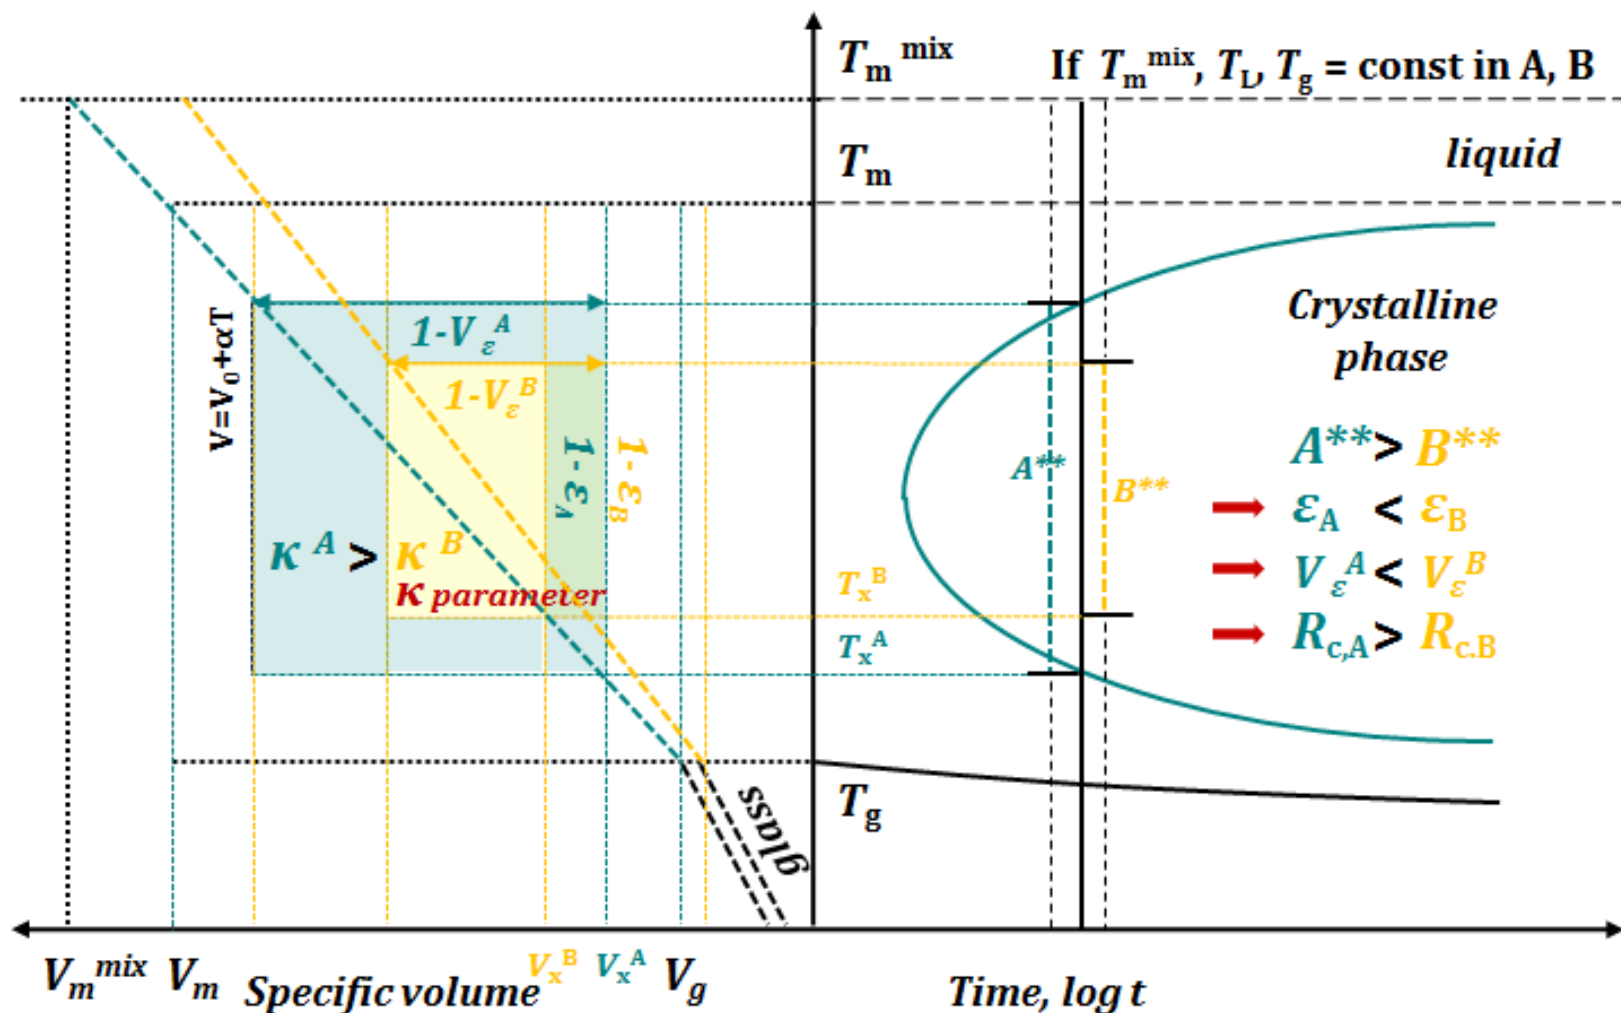 T_m^mix
If T_m^mix, T_L, T_g = const in A, B
T_m
liquid
V=V_0+αT
1-V_ε^A
1-V_ε^B
1-ε_A
1-ε_B
κ^A > κ^B
κ parameter
Crystalline
phase
A**
B**
A**> B**
ε_A < ε_B
V_ε^A < V_ε^B
R_c,A > R_c.B
T_x^B
T_x^A
T_g
glass
V_m^mix
V_m
Specific volume
V_x^B
V_x^A
V_g
Time, log t